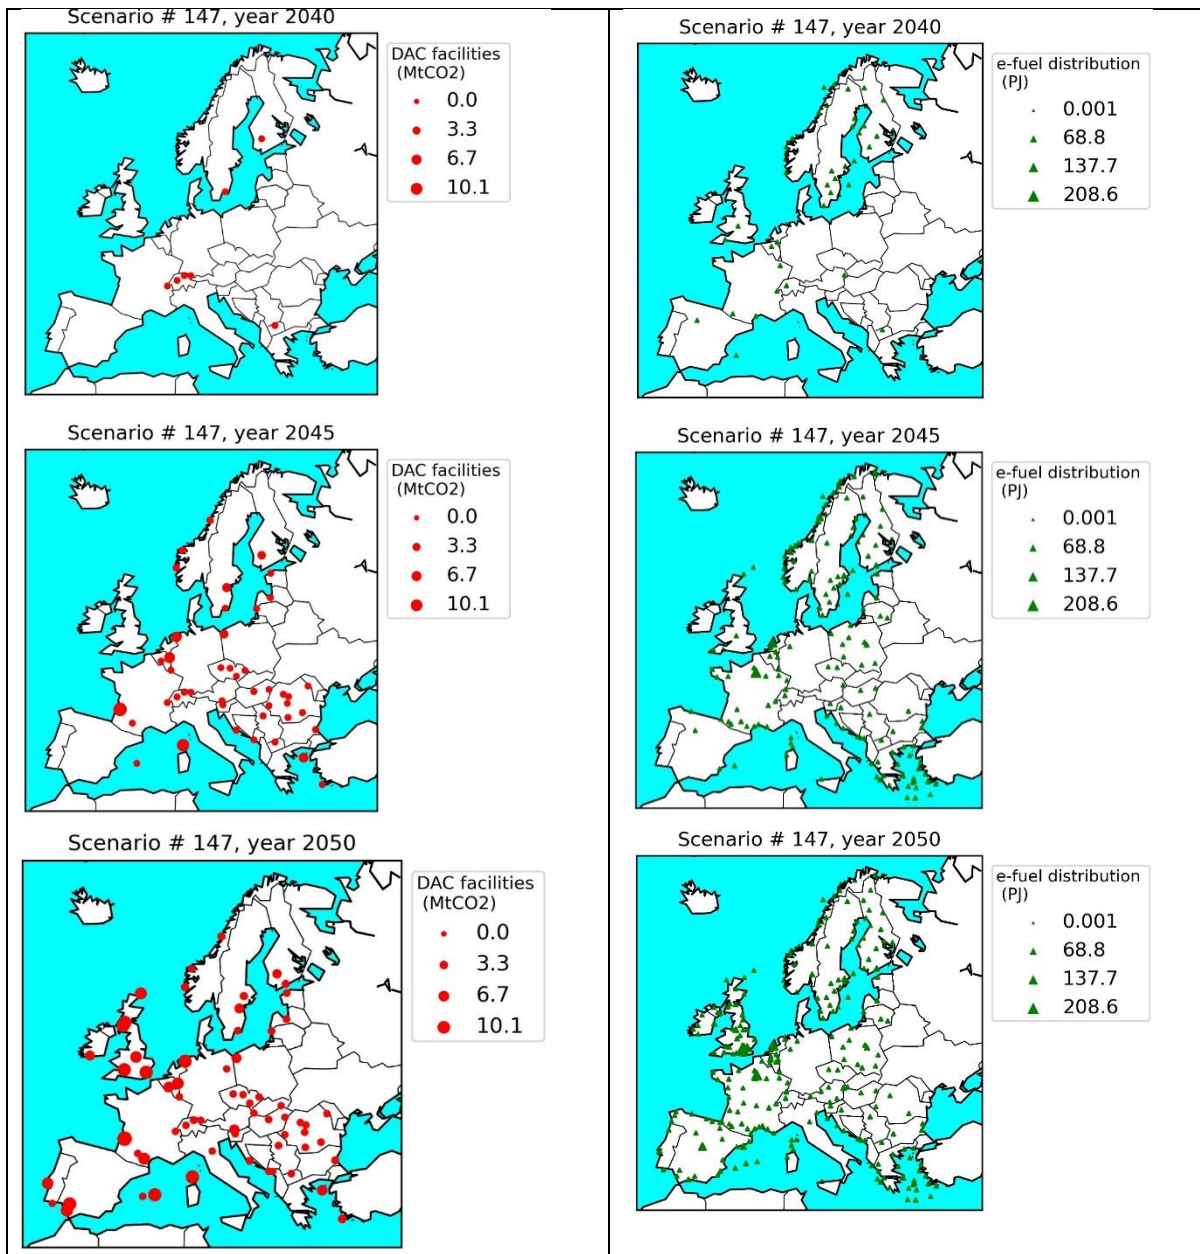 Scenario # 147, year 2040
DAC facilities
(MtCO2)
0.0
3.3
6.7
10.1
Scenario # 147, year 2040
e-fuel distribution
(PJ)
0.001
68.8
137.7
208.6
Scenario # 147, year 2045
DAC facilities
(MtCO2)
0.0
3.3
6.7
10.1
Scenario # 147, year 2045
e-fuel distribution
(PJ)
0.001
68.8
137.7
208.6
Scenario # 147, year 2050
DAC facilities
(MtCO2)
0.0
3.3
6.7
10.1
Scenario # 147, year 2050
e-fuel distribution
(PJ)
0.001
68.8
137.7
208.6